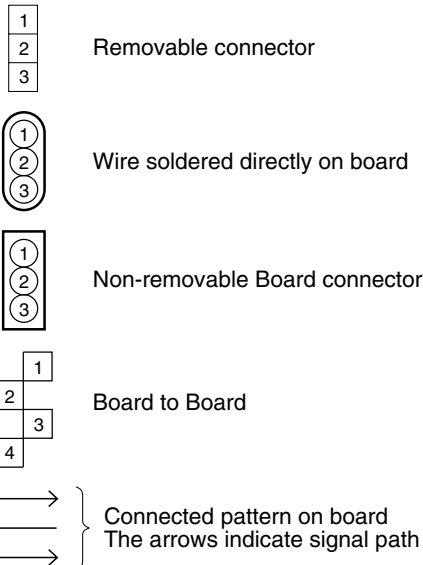 1
2
3
Removable connector
1
2
3
Wire soldered directly on board
1
2
3
Non-removable Board connector
1
2
3
4
Board to Board
Connected pattern on board
The arrows indicate signal path